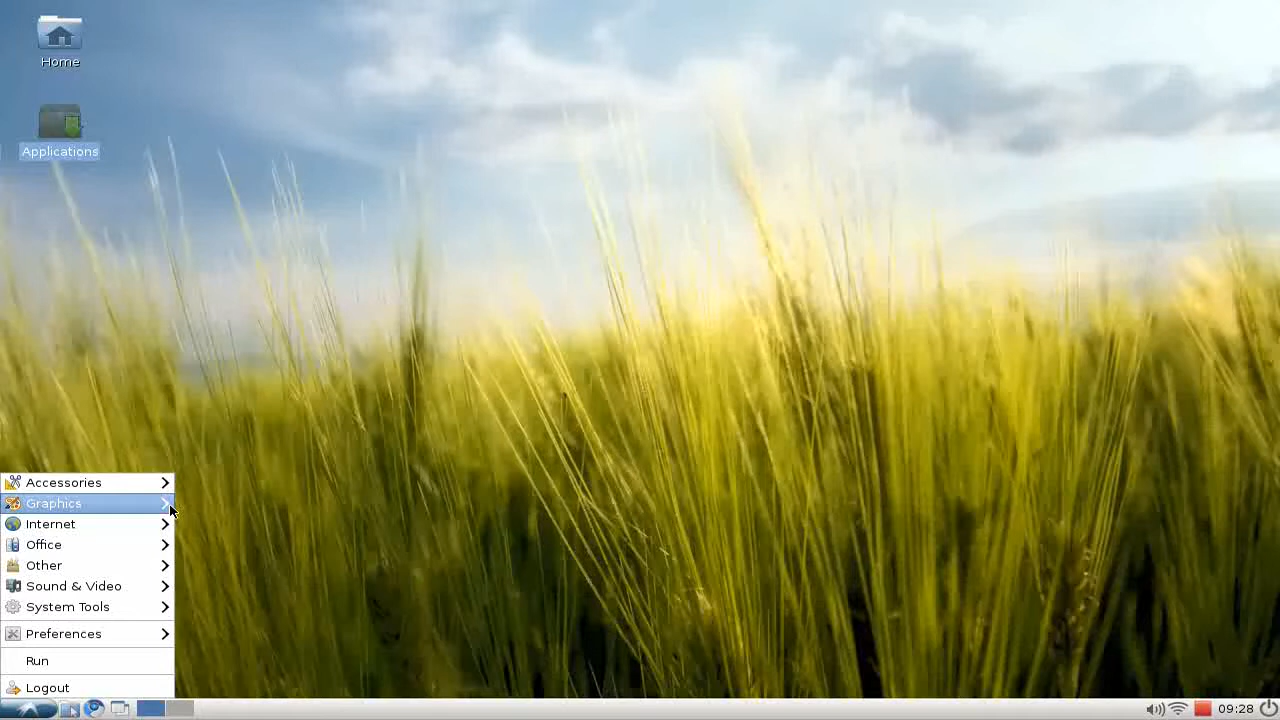 Home
Applications
Accessories
Graphics
Internet
Office
Other
Sound & Video
System Tools
Preferences
Run
Logout
09:28